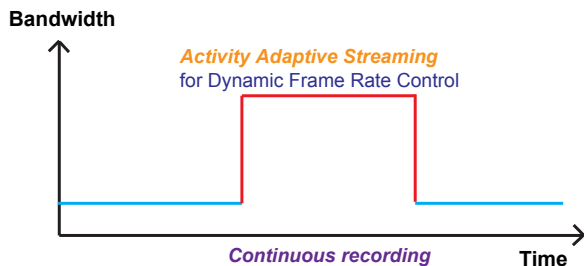 Bandwidth
Activity Adaptive Streaming
for Dynamic Frame Rate Control
Continuous recording
Time